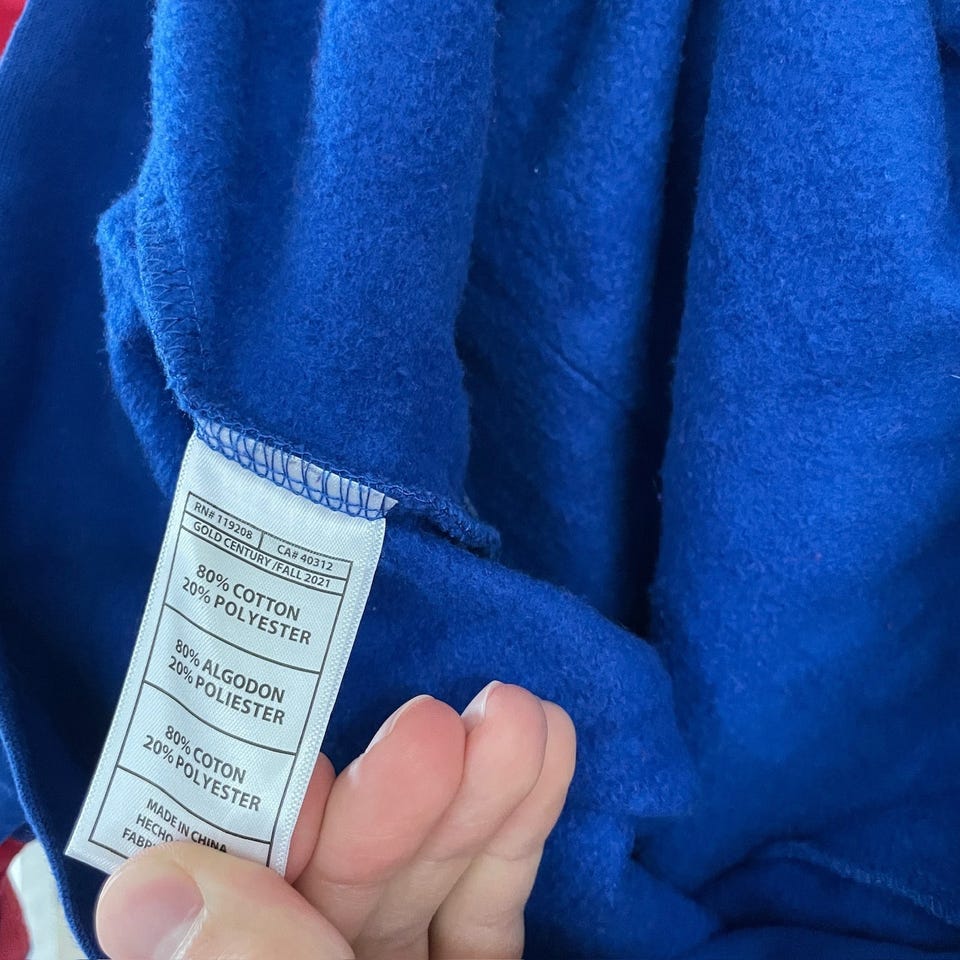 RN# 119208 CA# 40312
GOLD CENTURY /FALL 2021
80% COTTON
20% POLYESTER
80% ALGODON
20% POLIESTER
80% COTON
20% POLYESTER
MADE IN CHINA
HECHO